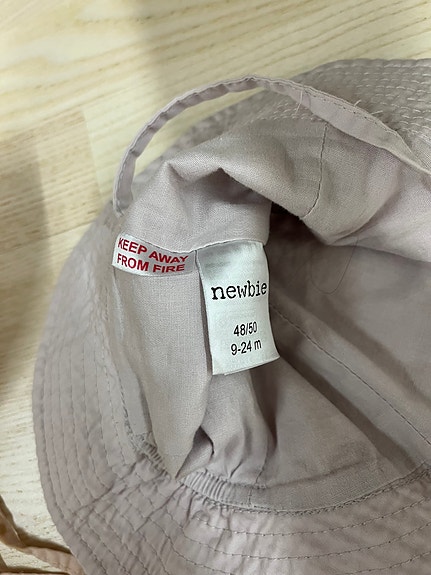 KEEP AWAY
FROM FIRE
newbie
48/50
9-24 m